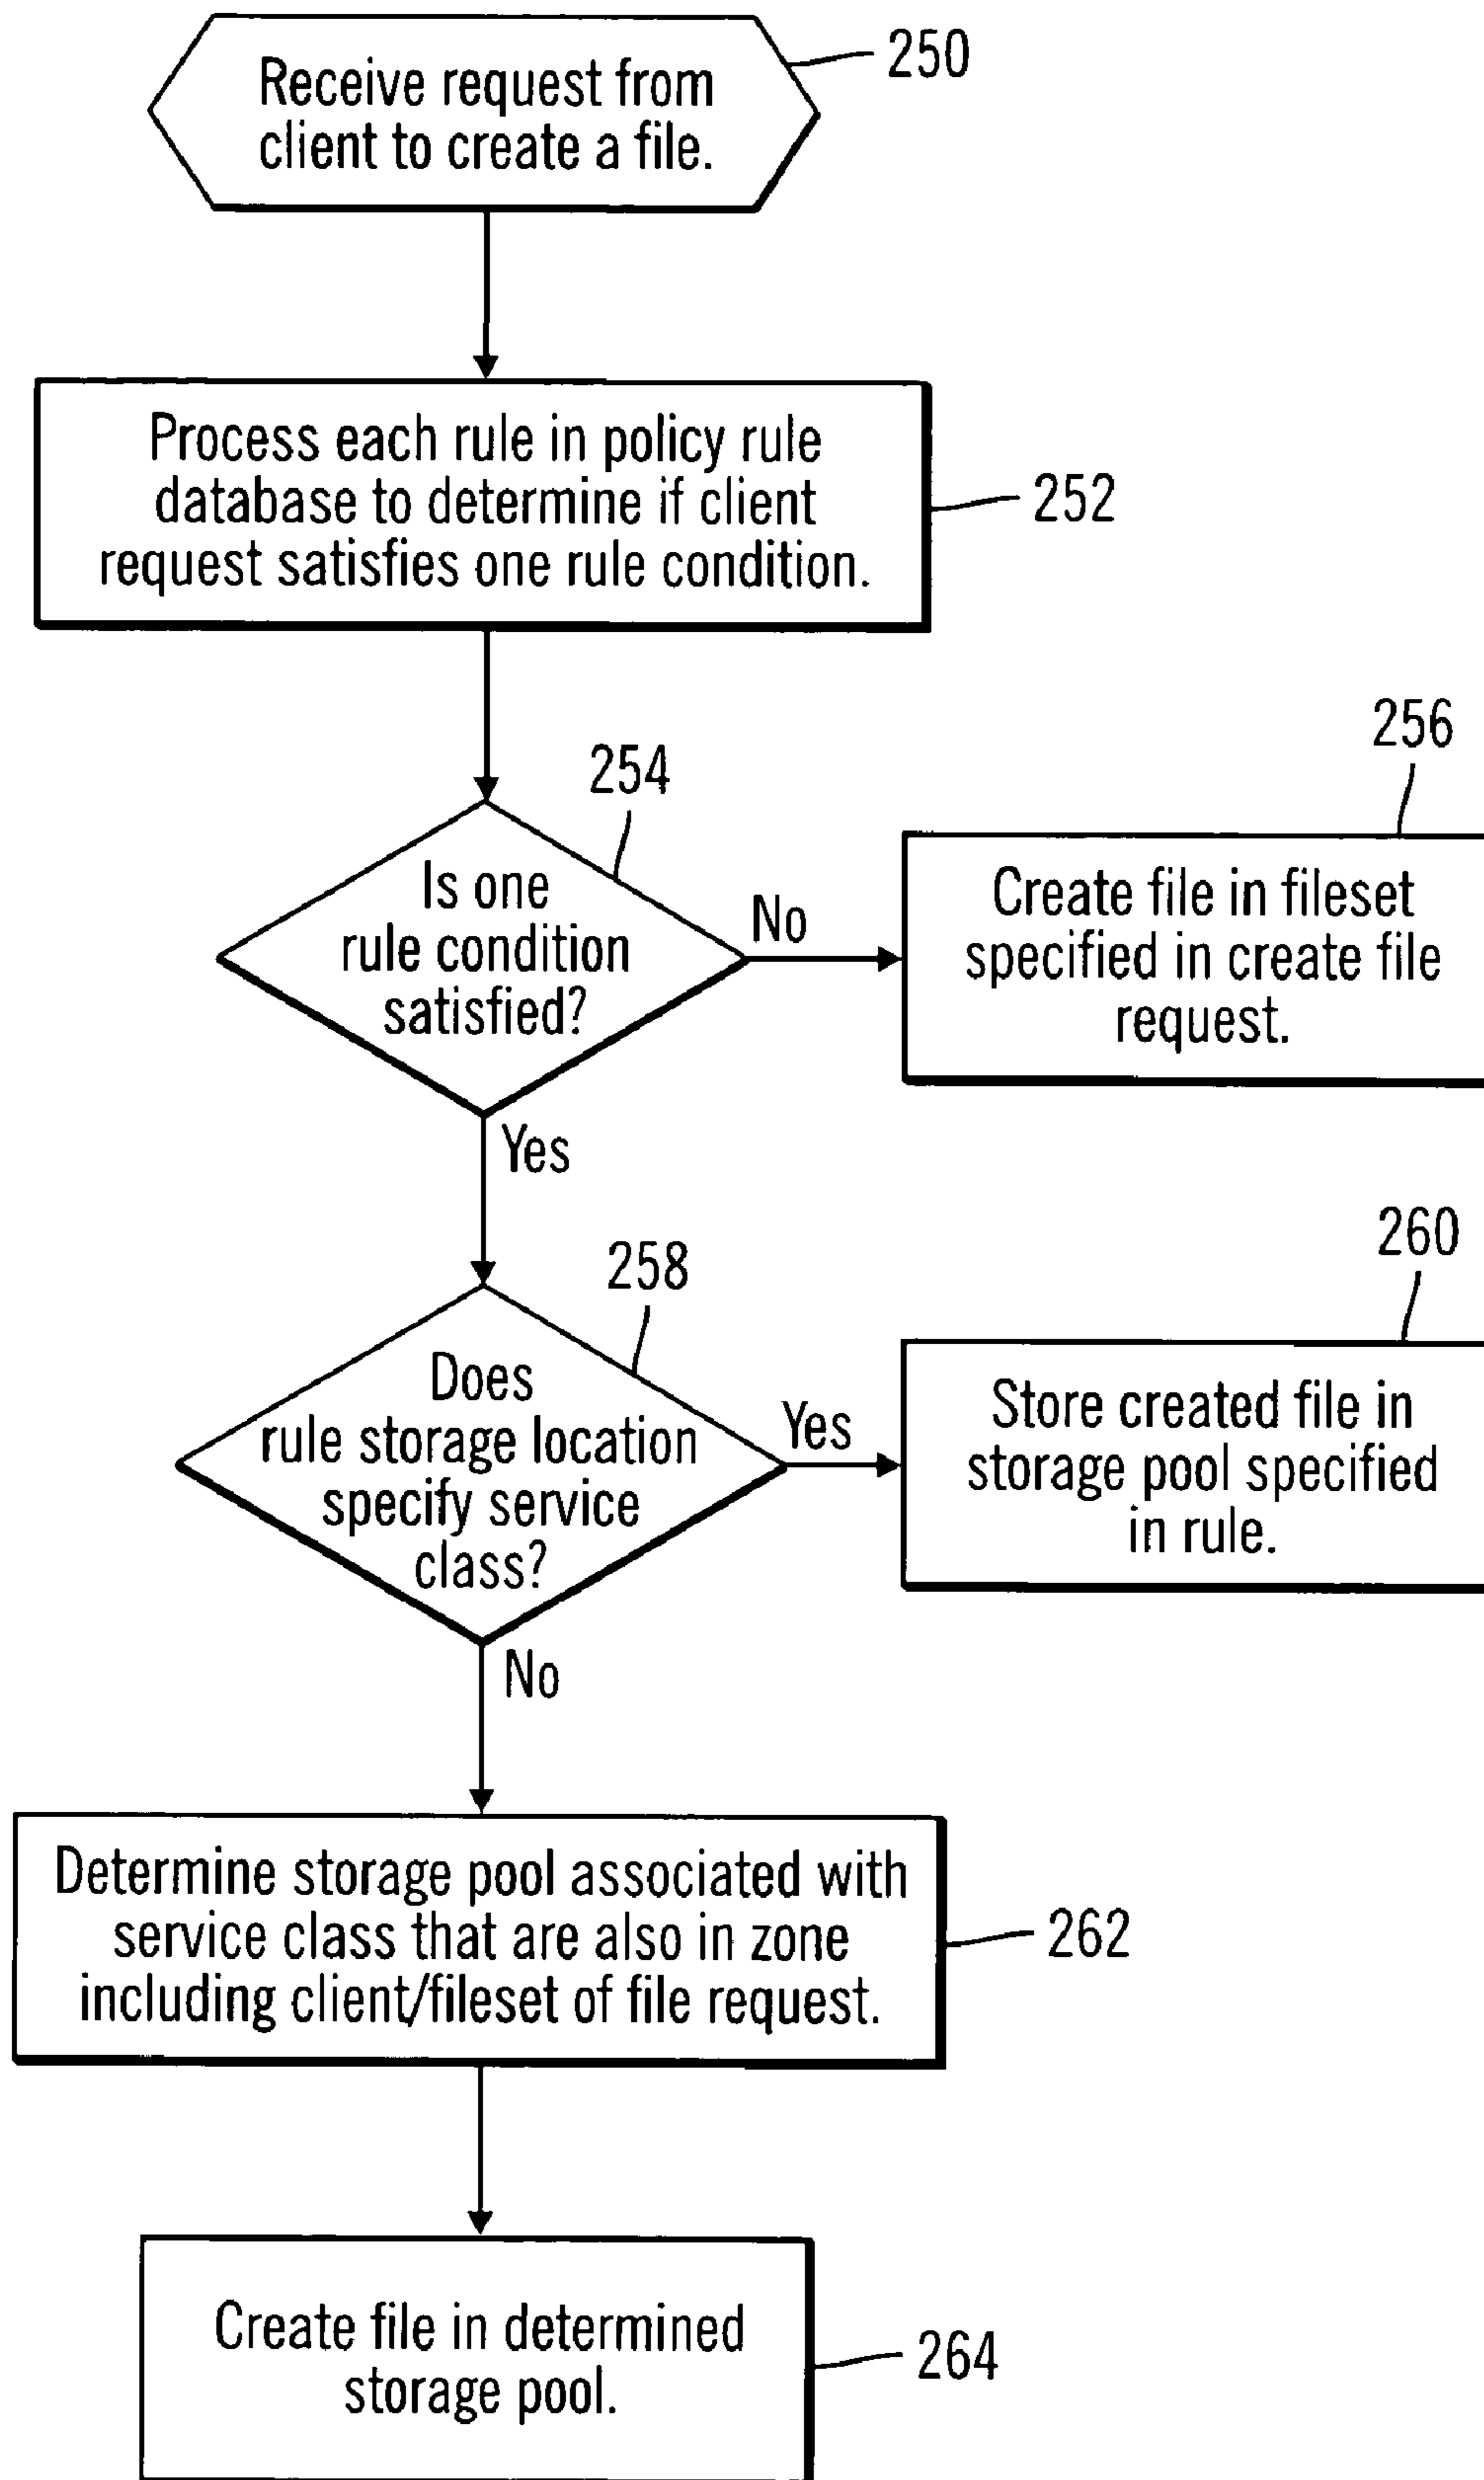 Receive request from
client to create a file.
250
Process each rule in policy rule
database to determine if client
request satisfies one rule condition.
252
254
256
Is one
rule condition
satisfied?
No
Create file in fileset
specified in create file
request.
Yes
258
260
Does
rule storage location
specify service
class?
Yes
Store created file in
storage pool specified
in rule.
No
Determine storage pool associated with
service class that are also in zone
including client/fileset of file request.
262
Create file in determined
storage pool.
264